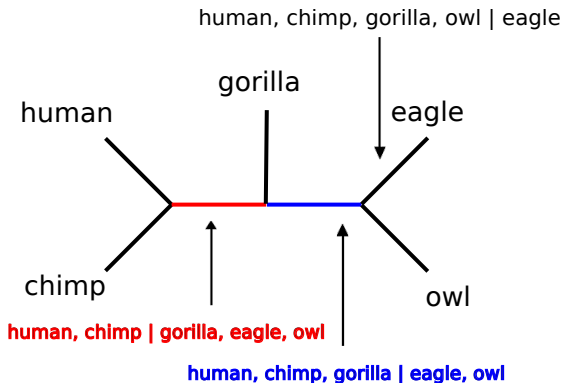 human, chimp, gorilla, owl | eagle
gorilla
human
eagle
chimp
owl
human, chimp | gorilla, eagle, owl
human, chimp, gorilla | eagle, owl